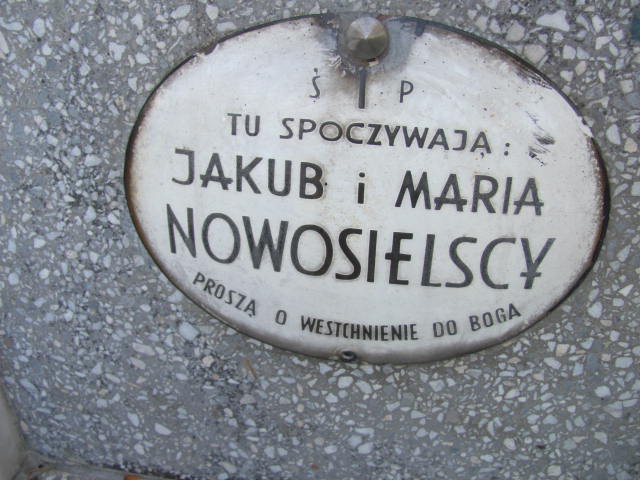 Ś P
TU SPOCZYWAJĄ:
JAKUB i MARIA
NOWOSIELSCY
PROSZĄ O WESTCHNIENIE DO BOGA